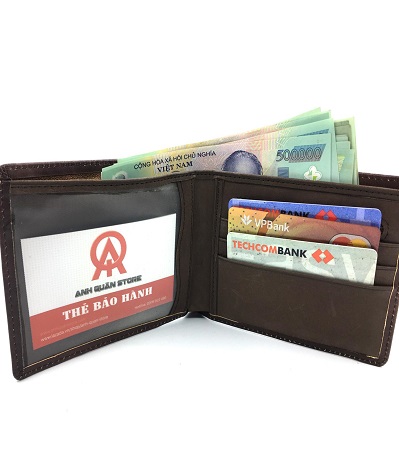 CỘNG HOÀ XÃ HỘI CHỦ NGHĨA
VIỆT NAM
500000
VPBank
TECHCOMBANK
ANH QUÂN STORE
THẺ BẢO HÀNH